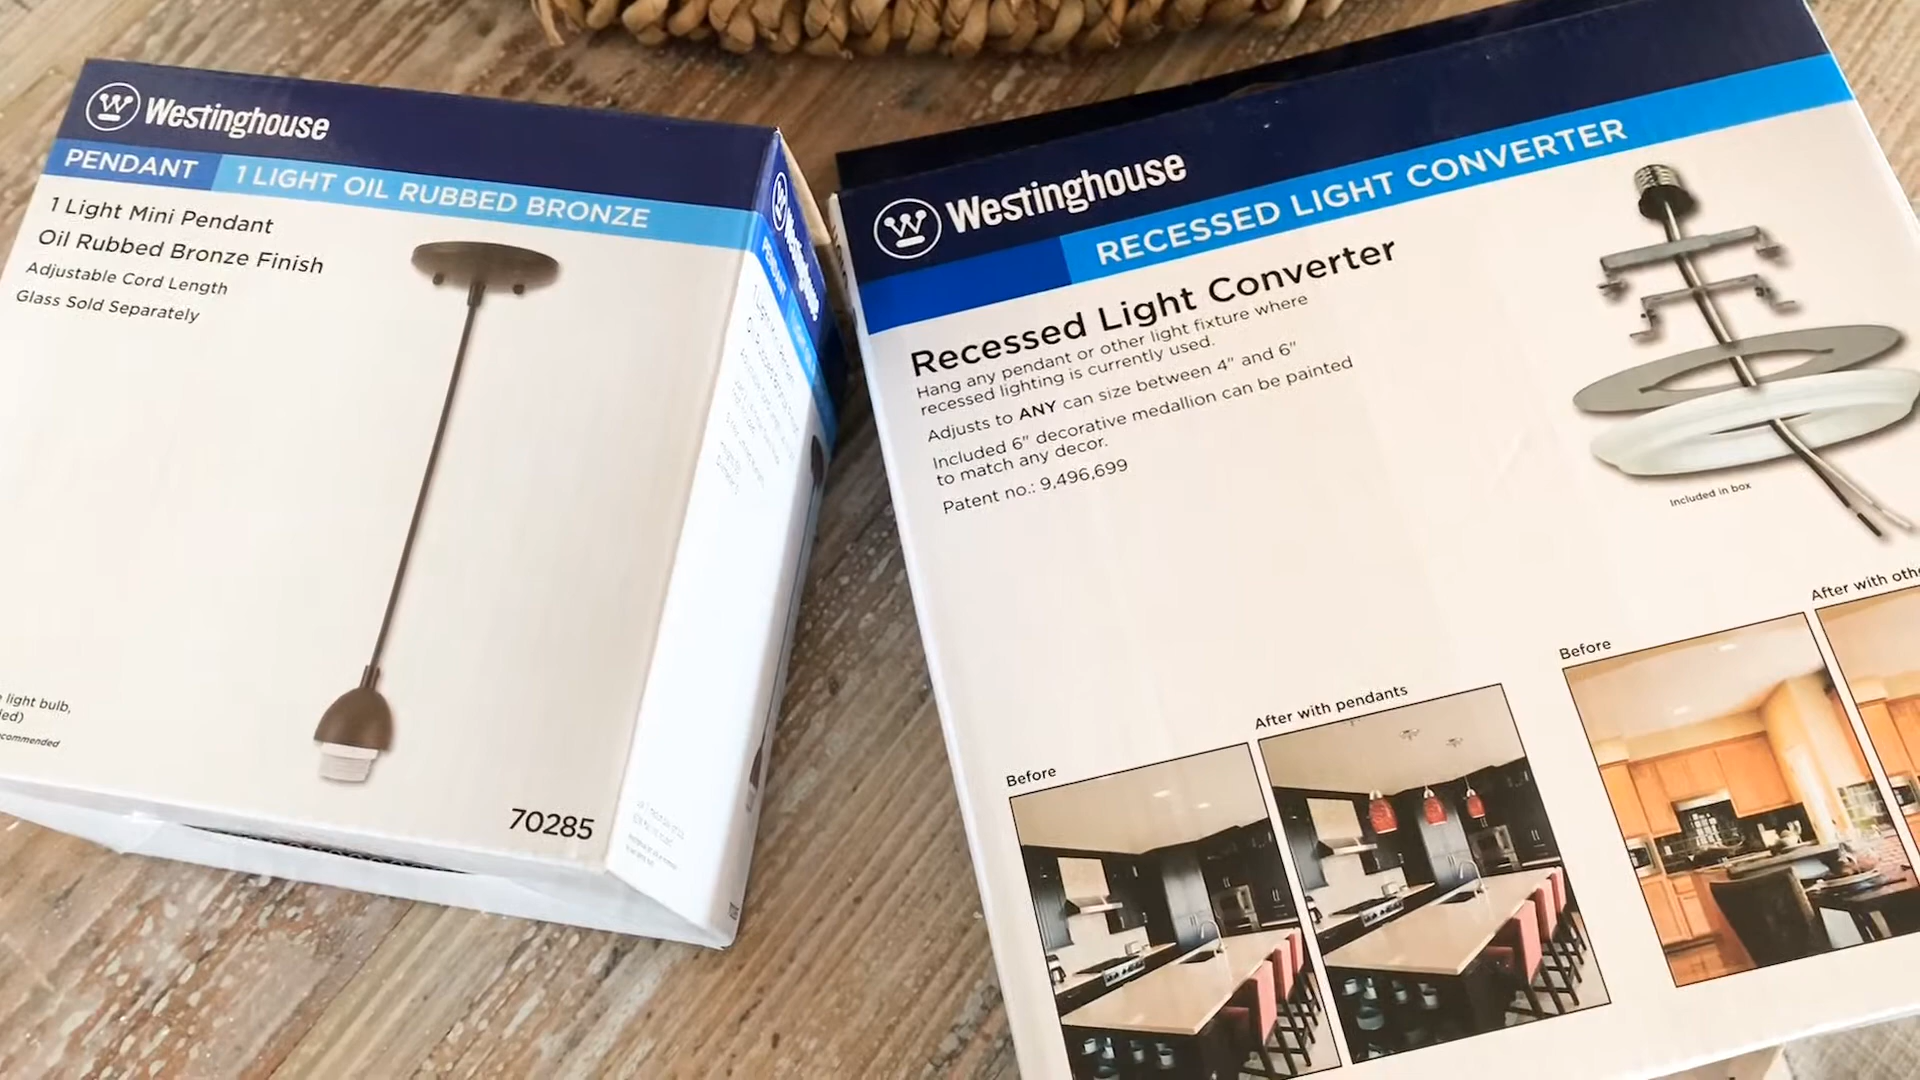 Westinghouse
PENDANT
1 LIGHT OIL RUBBED BRONZE
1 Light Mini Pendant
Oil Rubbed Bronze Finish
Adjustable Cord Length
Glass Sold Separately
light bulb,
70285
Westinghouse
PENDANT
Westinghouse
RECESSED LIGHT CONVERTER
Recessed Light Converter
Hang any pendant or other light fixture where
recessed lighting is currently used.
Adjusts to ANY can size between 4" and 6"
Included 6" decorative medallion can be painted
to match any decor.
Patent no.: 9,496,699
Included in box
Before
After with pendants
Before
After with